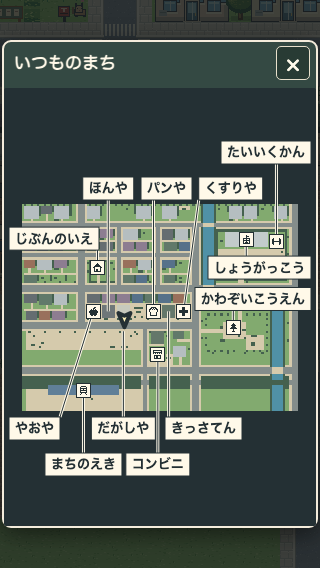 いつものまち
たいいくかん
ほんや
パンや
くすりや
じぶんのいえ
しょうがっこう
かわぞいこうえん
やおや
だがしや
きっさてん
まちのえき
コンビニ